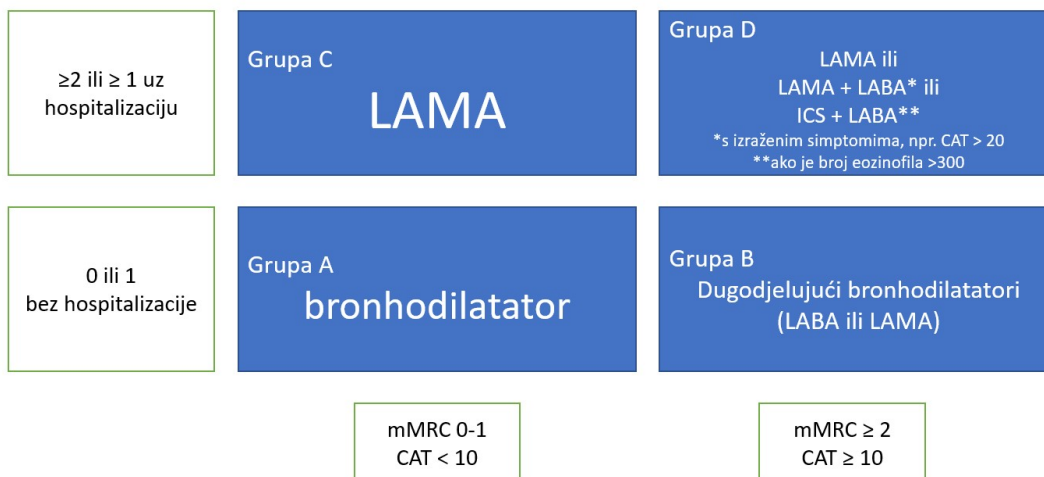 ≥2 ili ≥ 1 uz
hospitalizaciju
Grupa C
LAMA
Grupa D
LAMA ili
LAMA + LABA* ili
ICS + LABA**
*s izraženim simptomima, npr. CAT > 20
**ako je broj eozinofila >300
0 ili 1
bez hospitalizacije
Grupa A
bronhodilatator
Grupa B
Dugodjelujući bronhodilatatori
(LABA ili LAMA)
mMRC 0-1
CAT < 10
mMRC ≥ 2
CAT ≥ 10